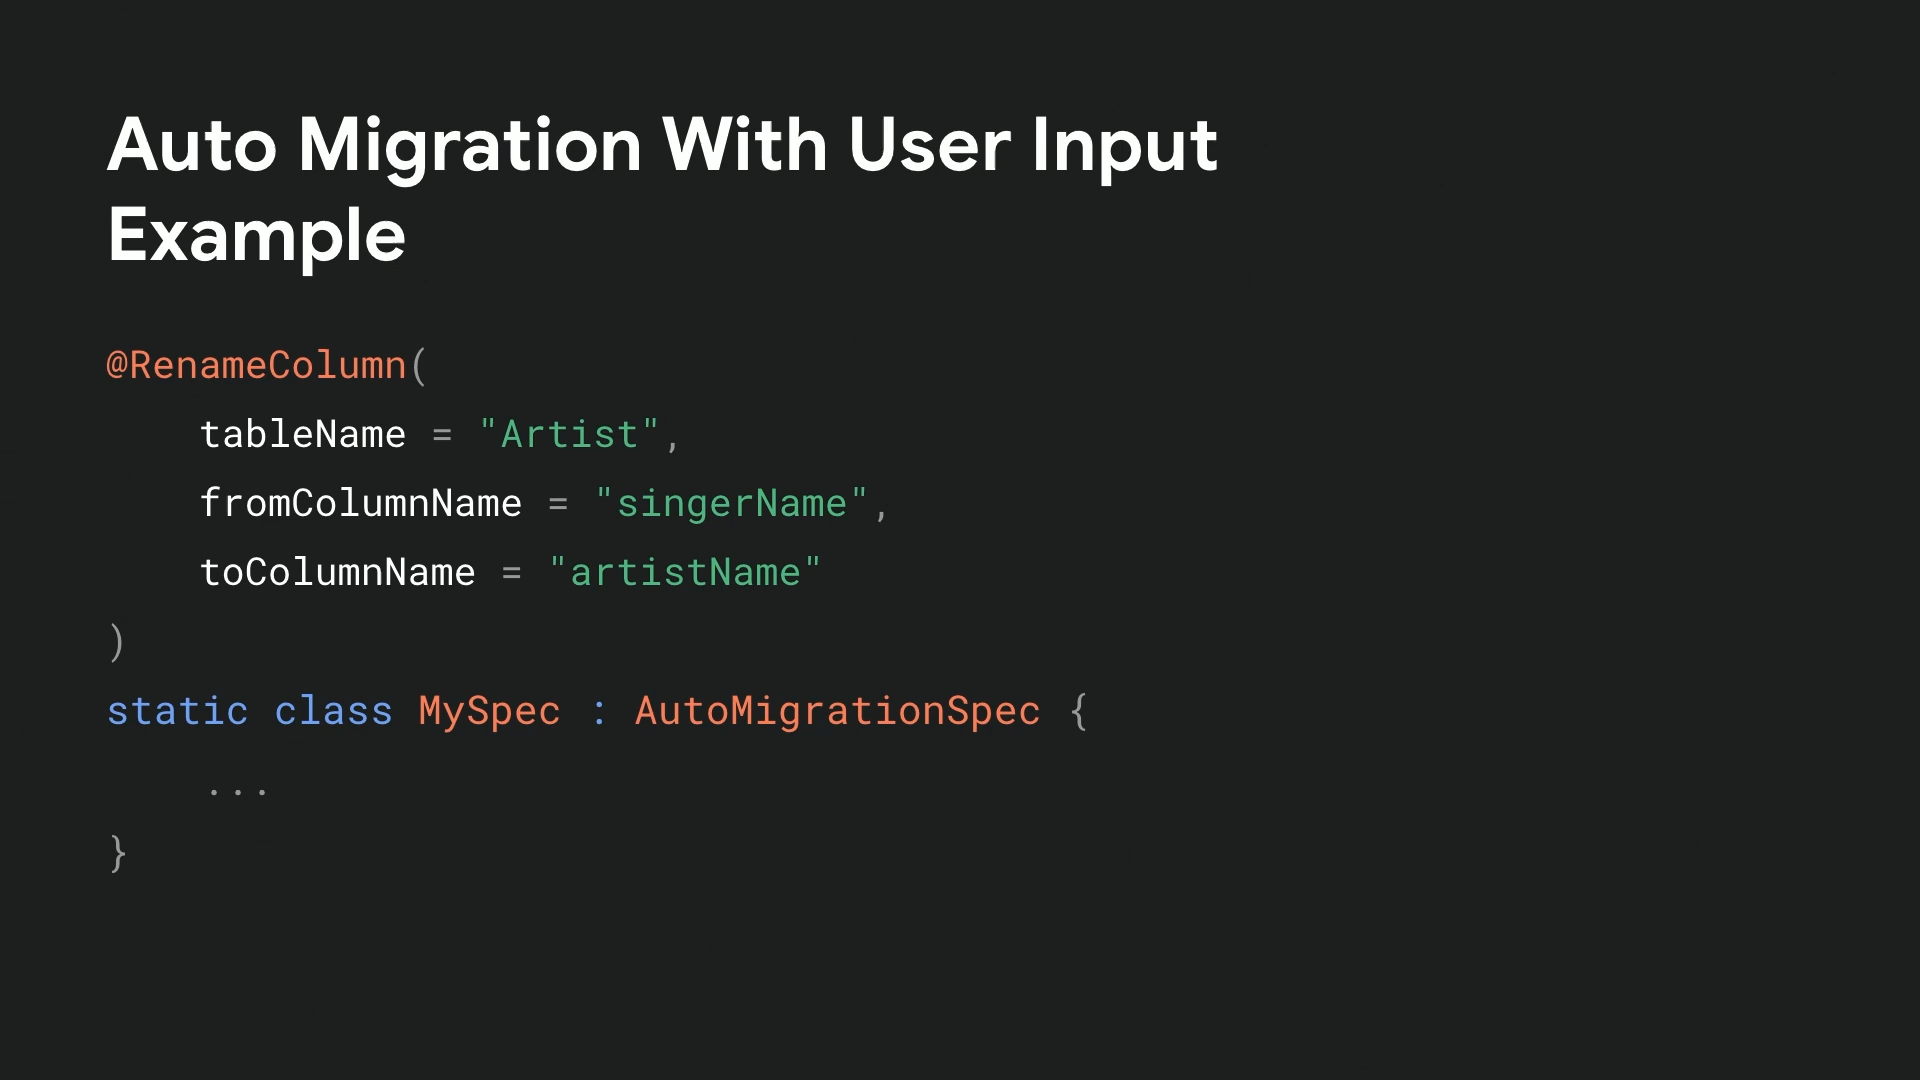 Auto Migration With User Input
Example
@RenameColumn(
tableName = "Artist",
fromColumnName = "singerName",
toColumnName = "artistName"
)
static class MySpec : AutoMigrationSpec {
...
}